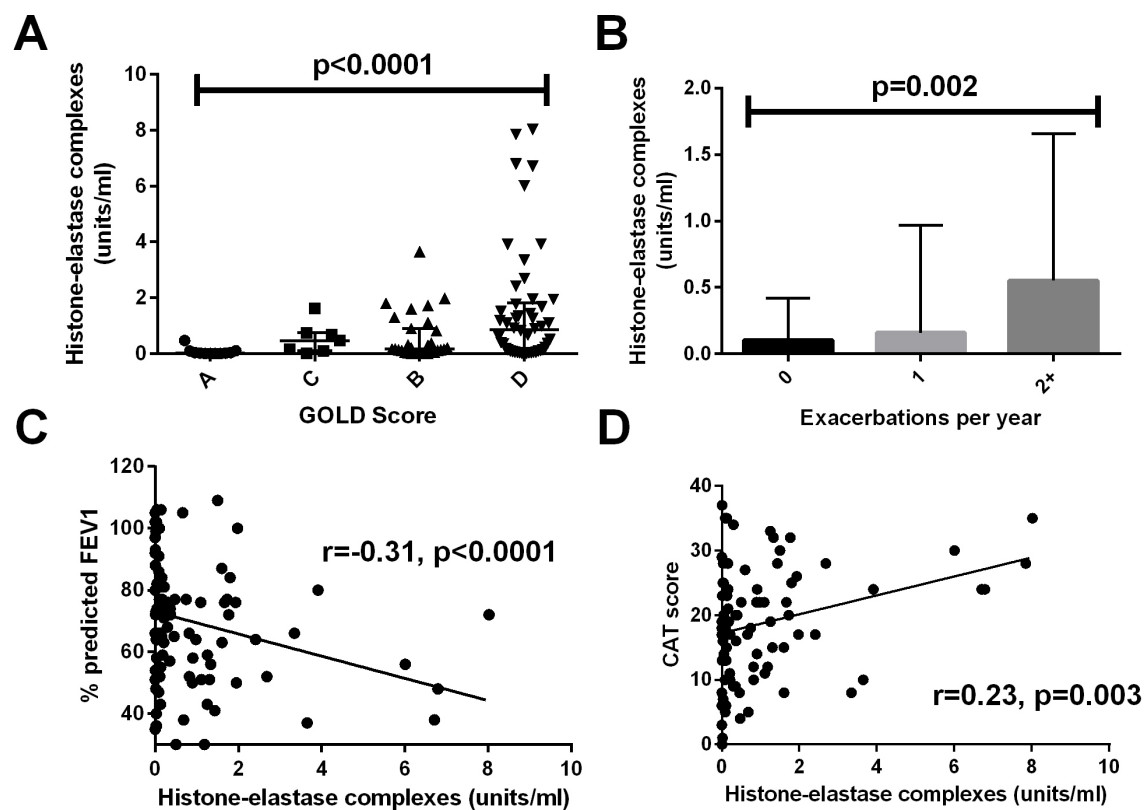 A
p<0.0001
Histone-elastase complexes
(units/ml)
10
8
6
4
2
0
A
C
B
D
GOLD Score
B
p=0.002
Histone-elastase complexes
(units/ml)
2.0
1.5
1.0
0.5
0.0
0
1
2+
Exacerbations per year
C
% predicted FEV1
120
100
80
60
40
r=-0.31, p<0.0001
0
2
4
6
8
10
Histone-elastase complexes (units/ml)
D
CAT score
40
30
20
10
0
r=0.23, p=0.003
0
2
4
6
8
10
Histone-elastase complexes (units/ml)